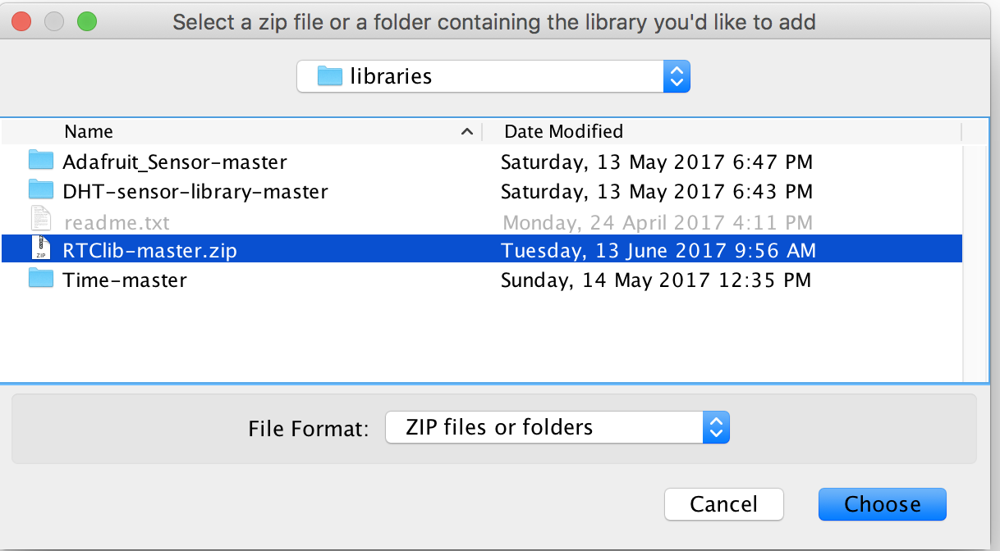 Select a zip file or a folder containing the library you'd like to add
libraries
Name Date Modified
Adafruit_Sensor-master Saturday, 13 May 2017 6:47 PM
DHT-sensor-library-master Saturday, 13 May 2017 6:43 PM
readme.txt Monday, 24 April 2017 4:11 PM
ZIP RTClib-master.zip Tuesday, 13 June 2017 9:56 AM
Time-master Sunday, 14 May 2017 12:35 PM
File Format: ZIP files or folders
Cancel Choose